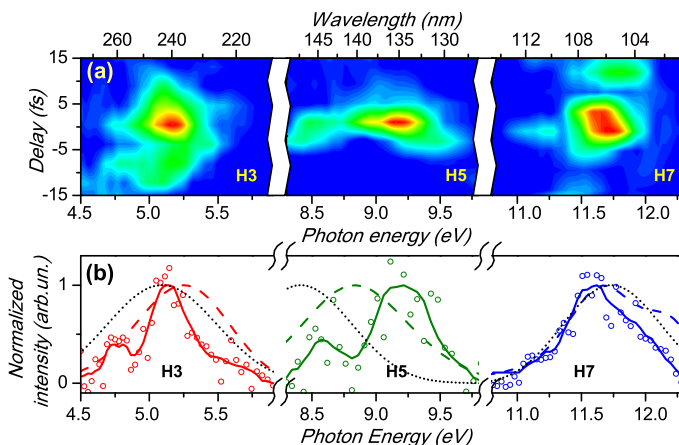 Wavelength (nm)
260 240 220 145 140 135 130 112 108 104
(a)
Delay (fs)
15
5
-5
-15
H3 H5 H7
4.5 5.0 5.5 8.5 9.0 9.5 11.0 11.5 12.0
Photon energy (eV)
(b)
Normalized
intensity (arb.un.)
1
0
H3 H5 H7
4.5 5.0 5.5 8.5 9.0 9.5 11.0 11.5 12.0
Photon Energy (eV)